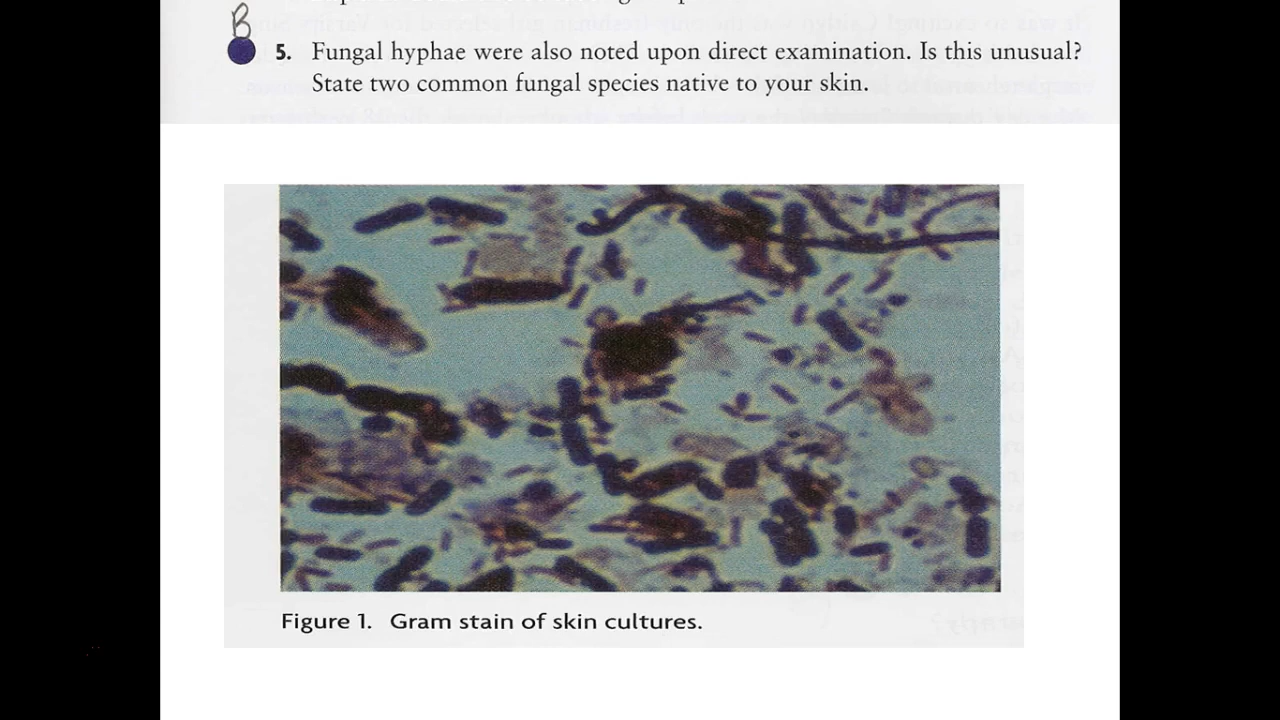 B
5. Fungal hyphae were also noted upon direct examination. Is this unusual?
State two common fungal species native to your skin.
Figure 1. Gram stain of skin cultures.